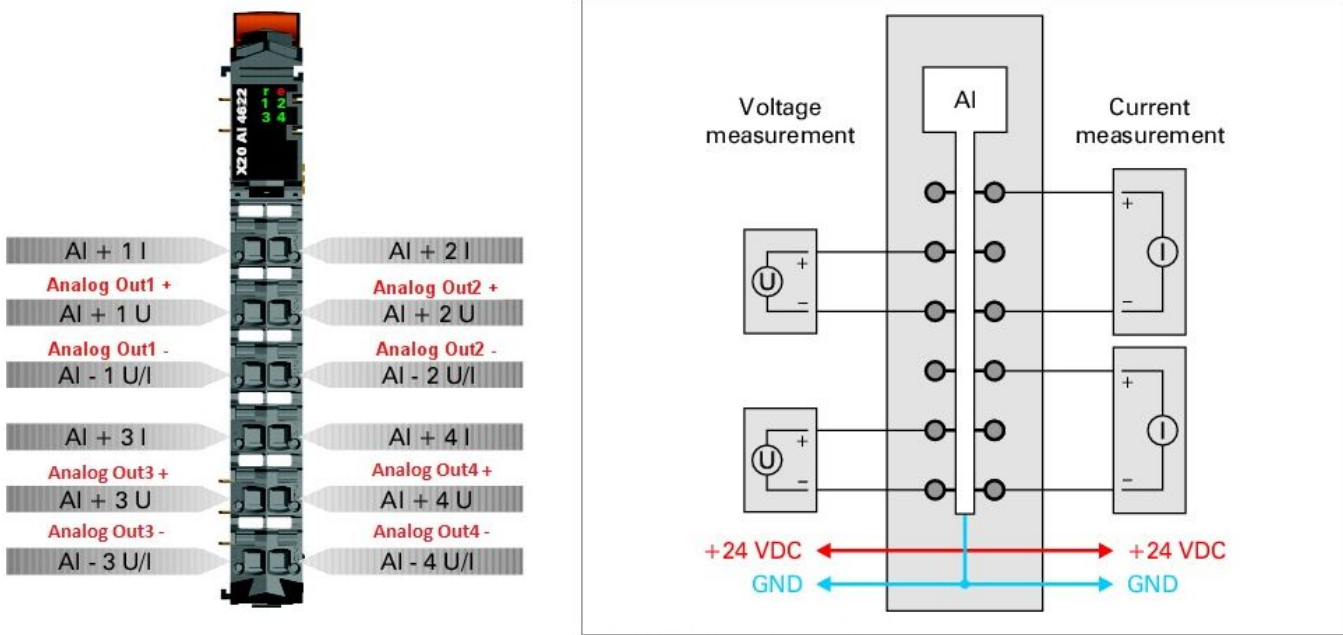 X20 AI 4622
r e
1 2
3 4
AI + 1 I
AI + 2 I
Analog Out1 +
Analog Out2 +
AI + 1 U
AI + 2 U
Analog Out1 -
Analog Out2 -
AI - 1 U/I
AI - 2 U/I
AI + 3 I
AI + 4 I
Analog Out3 +
Analog Out4 +
AI + 3 U
AI + 4 U
Analog Out3 -
Analog Out4 -
AI - 3 U/I
AI - 4 U/I
AI
Voltage
measurement
Current
measurement
+
U
−
+
I
−
+
U
−
+
I
−
+24 VDC
+24 VDC
GND
GND